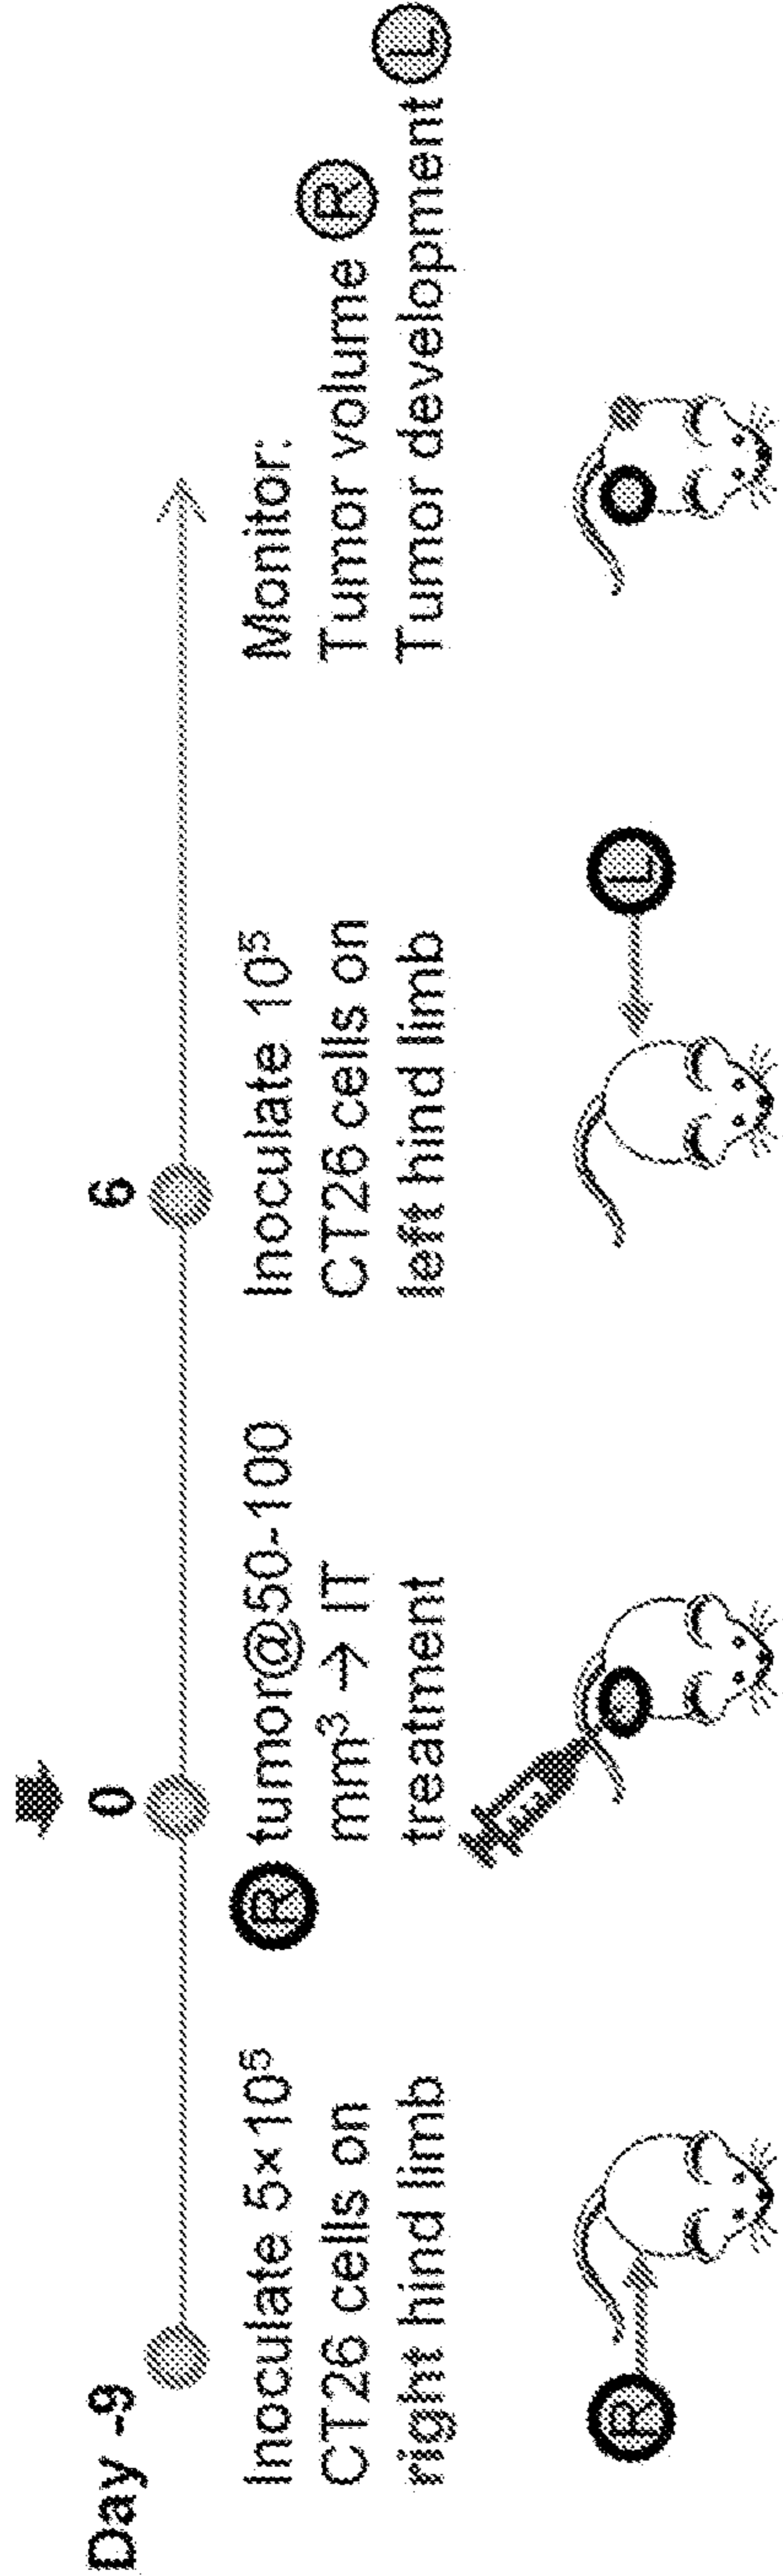 Day -9
0
6
Inoculate 5×10⁵
CT26 cells on
right hind limb
R
R tumor@50-100
mm³ → IT
treatment
Inoculate 10⁵
CT26 cells on
left hind limb
L
Monitor:
Tumor volume R
Tumor development L